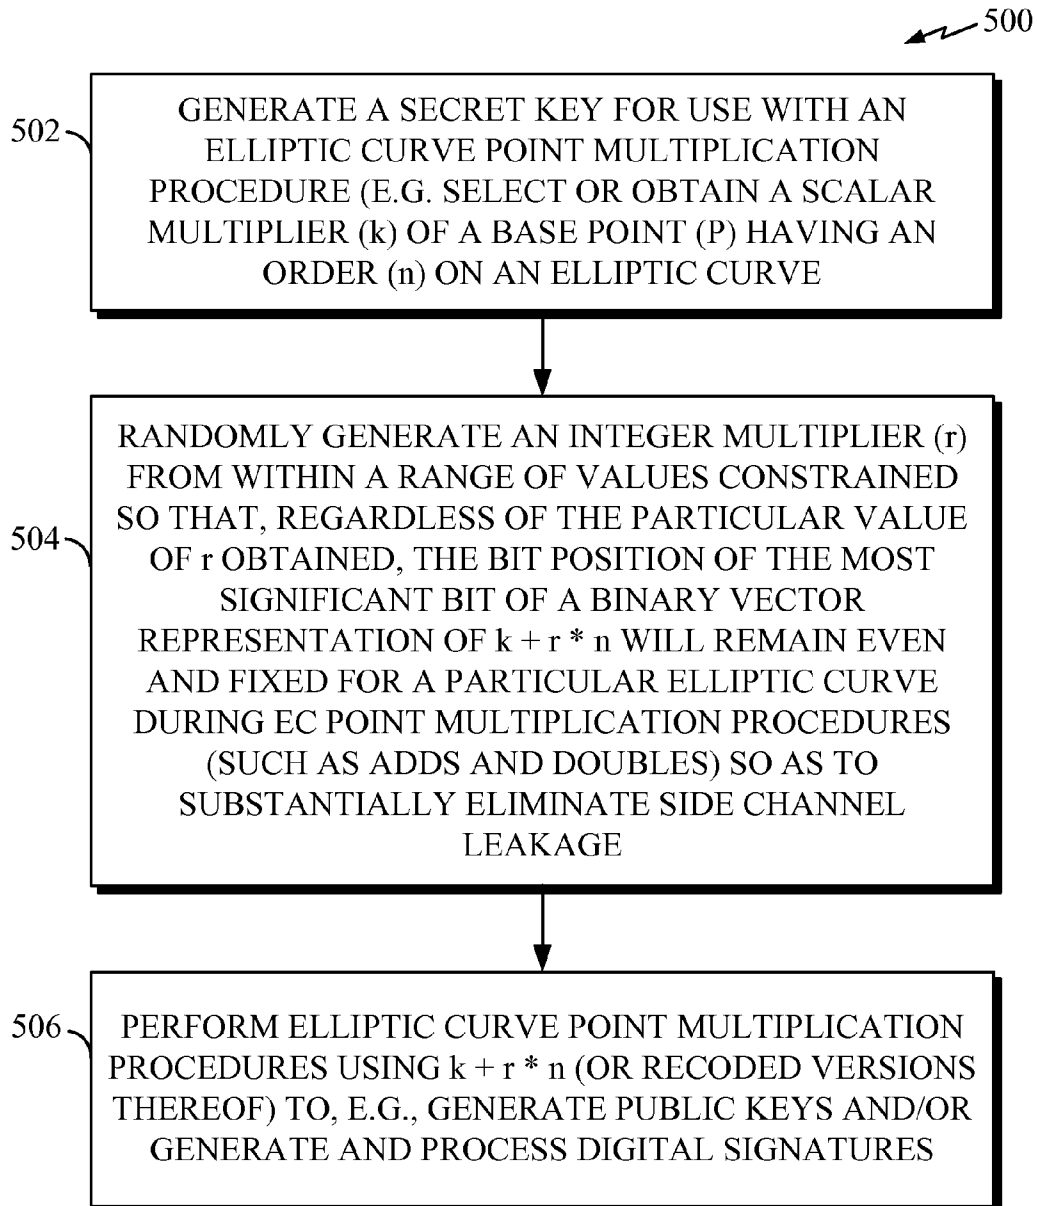 500
502
GENERATE A SECRET KEY FOR USE WITH AN
ELLIPTIC CURVE POINT MULTIPLICATION
PROCEDURE (E.G. SELECT OR OBTAIN A SCALAR
MULTIPLIER (k) OF A BASE POINT (P) HAVING AN
ORDER (n) ON AN ELLIPTIC CURVE
504
RANDOMLY GENERATE AN INTEGER MULTIPLIER (r)
FROM WITHIN A RANGE OF VALUES CONSTRAINED
SO THAT, REGARDLESS OF THE PARTICULAR VALUE
OF r OBTAINED, THE BIT POSITION OF THE MOST
SIGNIFICANT BIT OF A BINARY VECTOR
REPRESENTATION OF k + r * n WILL REMAIN EVEN
AND FIXED FOR A PARTICULAR ELLIPTIC CURVE
DURING EC POINT MULTIPLICATION PROCEDURES
(SUCH AS ADDS AND DOUBLES) SO AS TO
SUBSTANTIALLY ELIMINATE SIDE CHANNEL
LEAKAGE
506
PERFORM ELLIPTIC CURVE POINT MULTIPLICATION
PROCEDURES USING k + r * n (OR RECODED VERSIONS
THEREOF) TO, E.G., GENERATE PUBLIC KEYS AND/OR
GENERATE AND PROCESS DIGITAL SIGNATURES